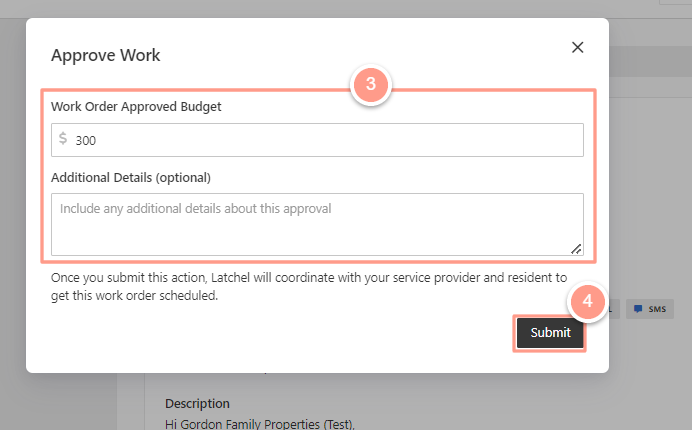 Approve Work
3
Work Order Approved Budget
$ 300
Additional Details (optional)
Include any additional details about this approval
Once you submit this action, Latchel will coordinate with your service provider and resident to
get this work order scheduled.
4
L
SMS
Submit
Description
Hi Gordon Family Properties (Test),